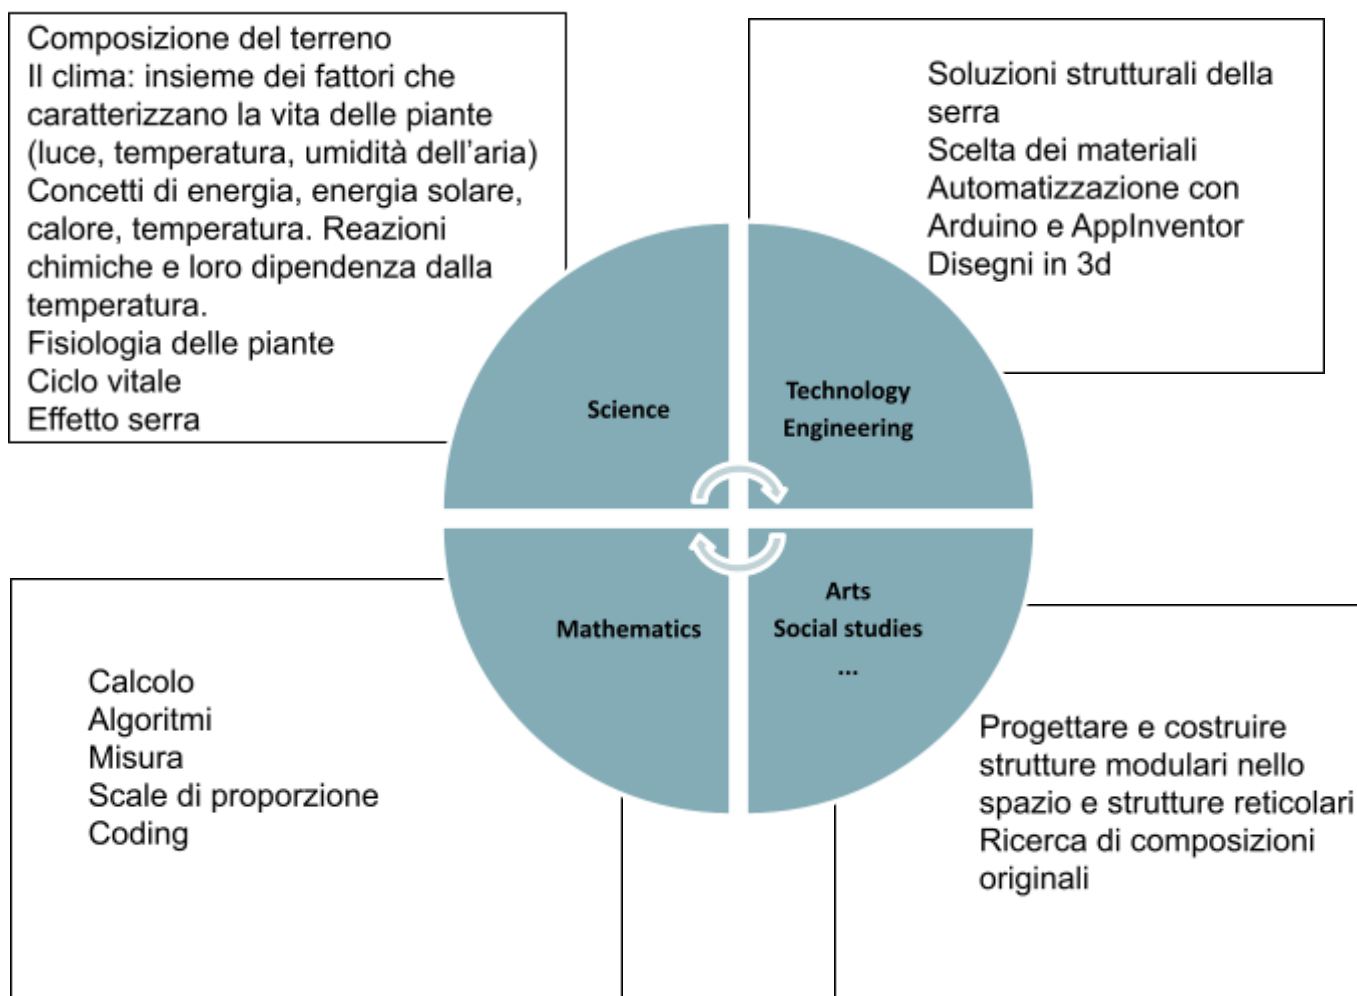 Composizione del terreno
Il clima: insieme dei fattori che
caratterizzano la vita delle piante
(luce, temperatura, umidità dell'aria)
Concetti di energia, energia solare,
calore, temperatura. Reazioni
chimiche e loro dipendenza dalla
temperatura.
Fisiologia delle piante
Ciclo vitale
Effetto serra
Soluzioni strutturali della
serra
Scelta dei materiali
Automatizzazione con
Arduino e AppInventor
Disegni in 3d
Science
Technology
Engineering
Mathematics
Arts
Social studies
...
Calcolo
Algoritmi
Misura
Scale di proporzione
Coding
Progettare e costruire
strutture modulari nello
spazio e strutture reticolari
Ricerca di composizioni
originali